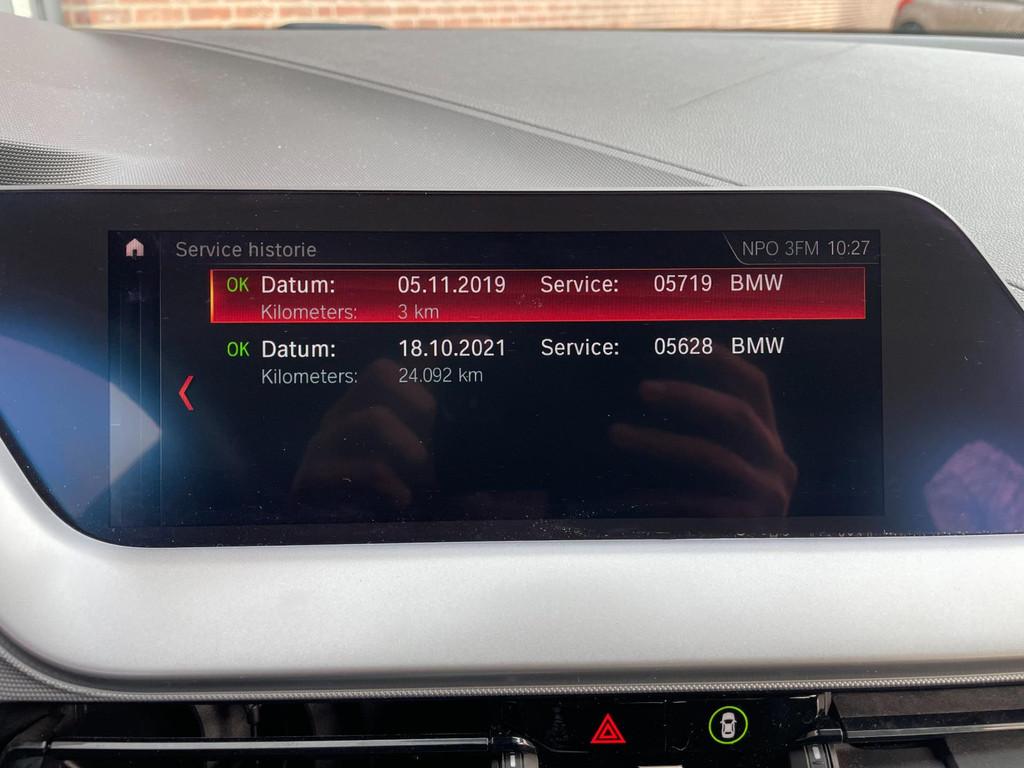 Service historie NPO 3FM 10:27
OK Datum: 05.11.2019 Service: 05719 BMW
Kilometers: 3 km
OK Datum: 18.10.2021 Service: 05628 BMW
Kilometers: 24.092 km